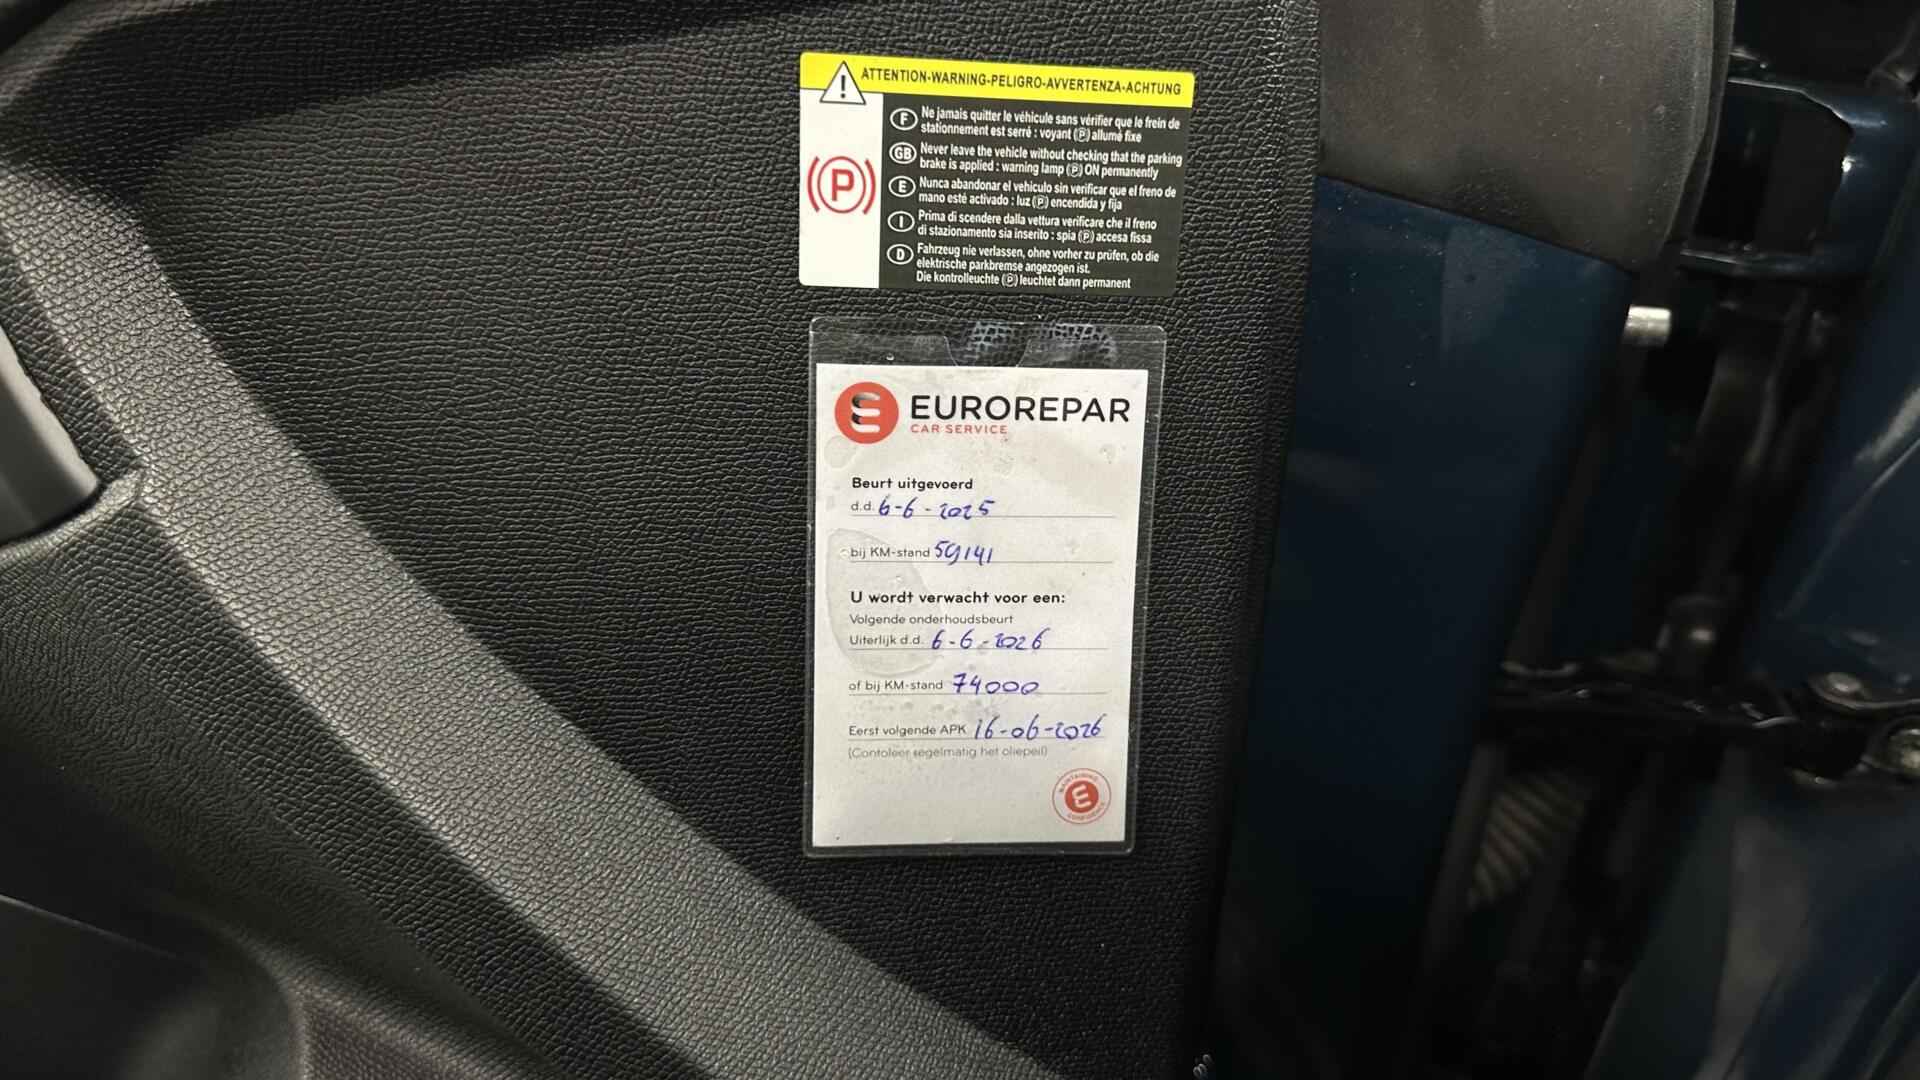 ATTENTION-WARNING-PELIGRO-AVVERTENZA-ACHTUNG
F Ne jamais quitter le véhicule sans vérifier que le frein de
stationnement est serré : voyant (P) allumé fixe
GB Never leave the vehicle without checking that the parking
brake is applied : warning lamp (P) ON permanently
E Nunca abandonar el vehiculo sin verificar que el freno de
mano esté activado : luz (P) encendida y fija
I Prima di scendere dalla vettura verificare che il freno
di stazionamento sia inserito : spia (P) accesa fissa
D Fahrzeug nie verlassen, ohne vorher zu prüfen, ob die
elektrische parkbremse angezogen ist.
Die kontrolleuchte (P) leuchtet dann permanent
P
EUROREPAR
CAR SERVICE
Beurt uitgevoerd
d.d. 6-6-2025
bij KM-stand 59141
U wordt verwacht voor een:
Volgende onderhoudsbeurt
Uiterlijk d.d. 6-6-2026
of bij KM-stand 74000
Eerst volgende APK 16-06-2026
(Contoleer regelmatig het oliepeil)
MAINTAINING
CONFIDENCE